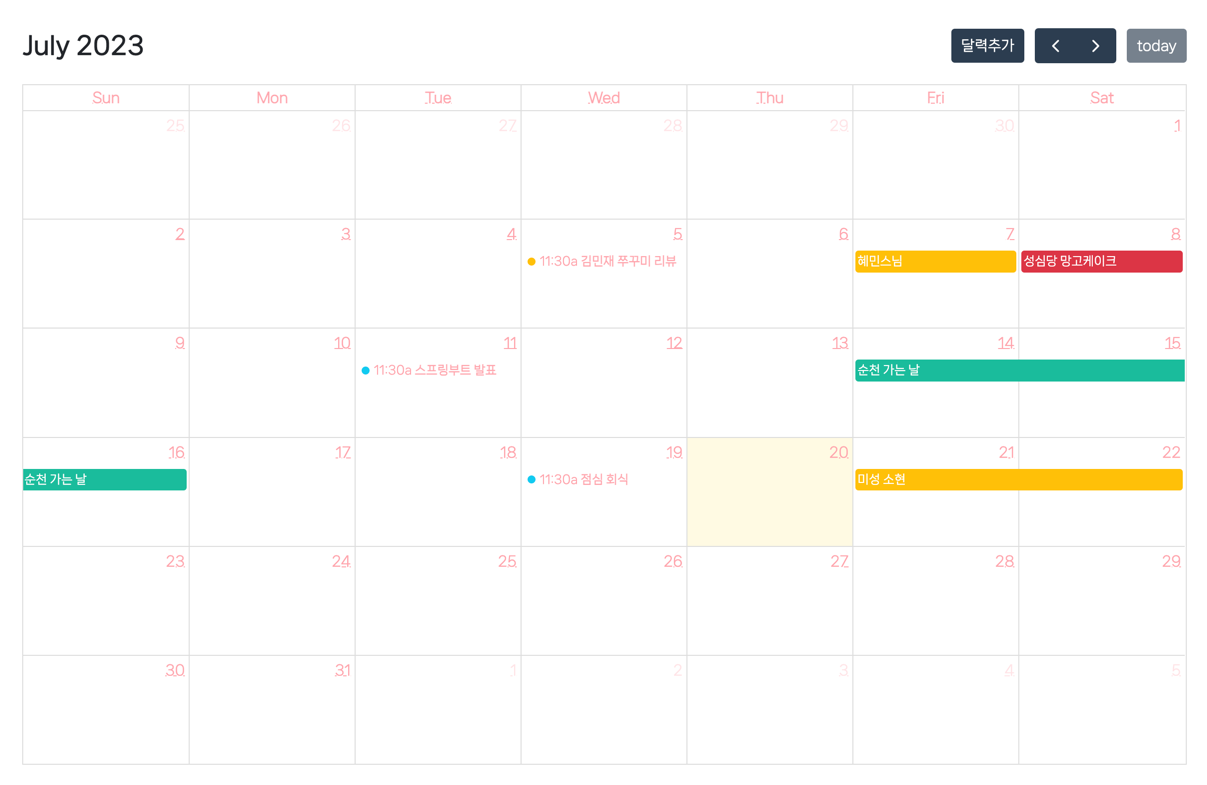 July 2023
달력추가
today
Sun Mon Tue Wed Thu Fri Sat
25 26 27 28 29 30 1
2 3 4 5 6 7 8
11:30a 김민재 쭈꾸미 리뷰 혜민스님 성심당 망고케이크
9 10 11 12 13 14 15
11:30a 스프링부트 발표 순천 가는 날
16 17 18 19 20 21 22
순천 가는 날 11:30a 점심 회식 미성 소현
23 24 25 26 27 28 29
30 31 1 2 3 4 5